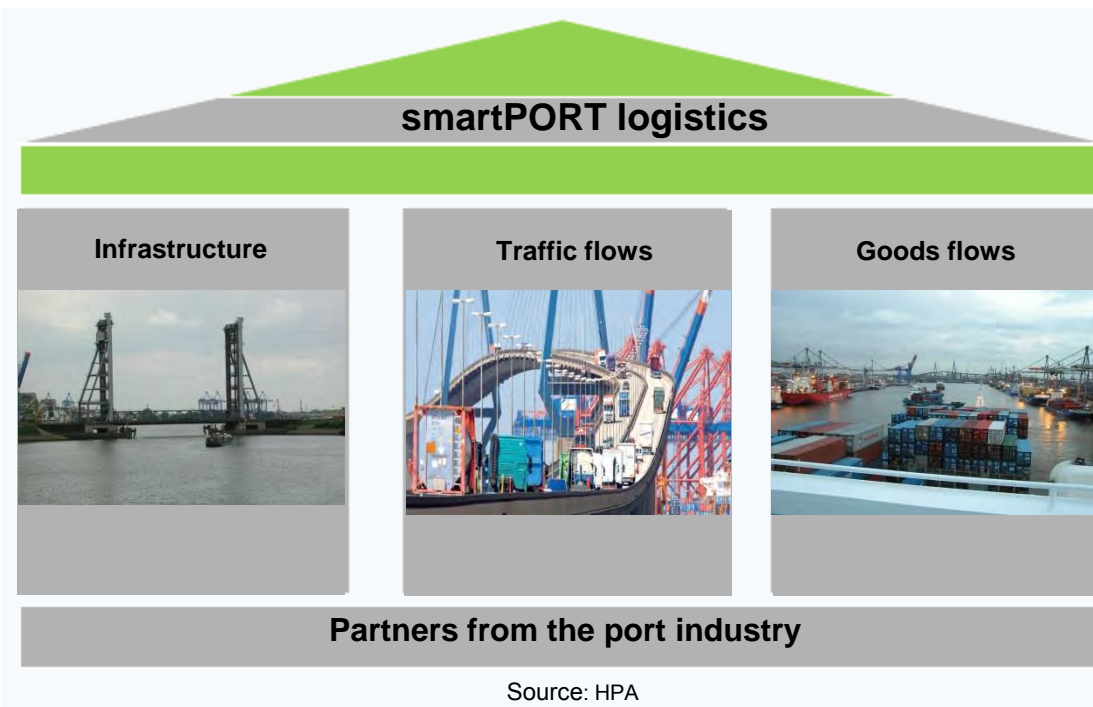 smartPORT logistics
Infrastructure
Traffic flows
Goods flows
Partners from the port industry
Source: HPA